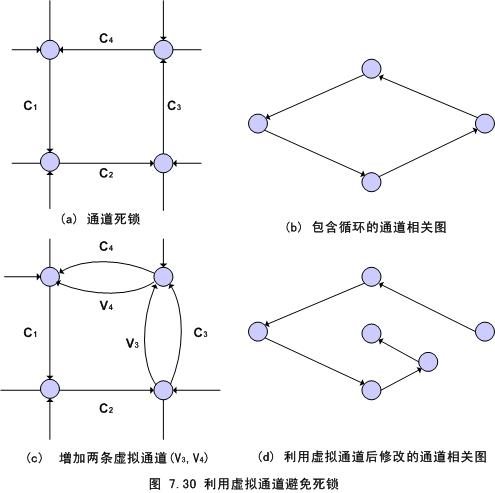 C4
C1
C3
C2
(a) 通道死锁
(b) 包含循环的通道相关图
C4
V4
C1
V3
C3
C2
(c) 增加两条虚拟通道(V3,V4)
(d) 利用虚拟通道后修改的通道相关图
图 7.30 利用虚拟通道避免死锁